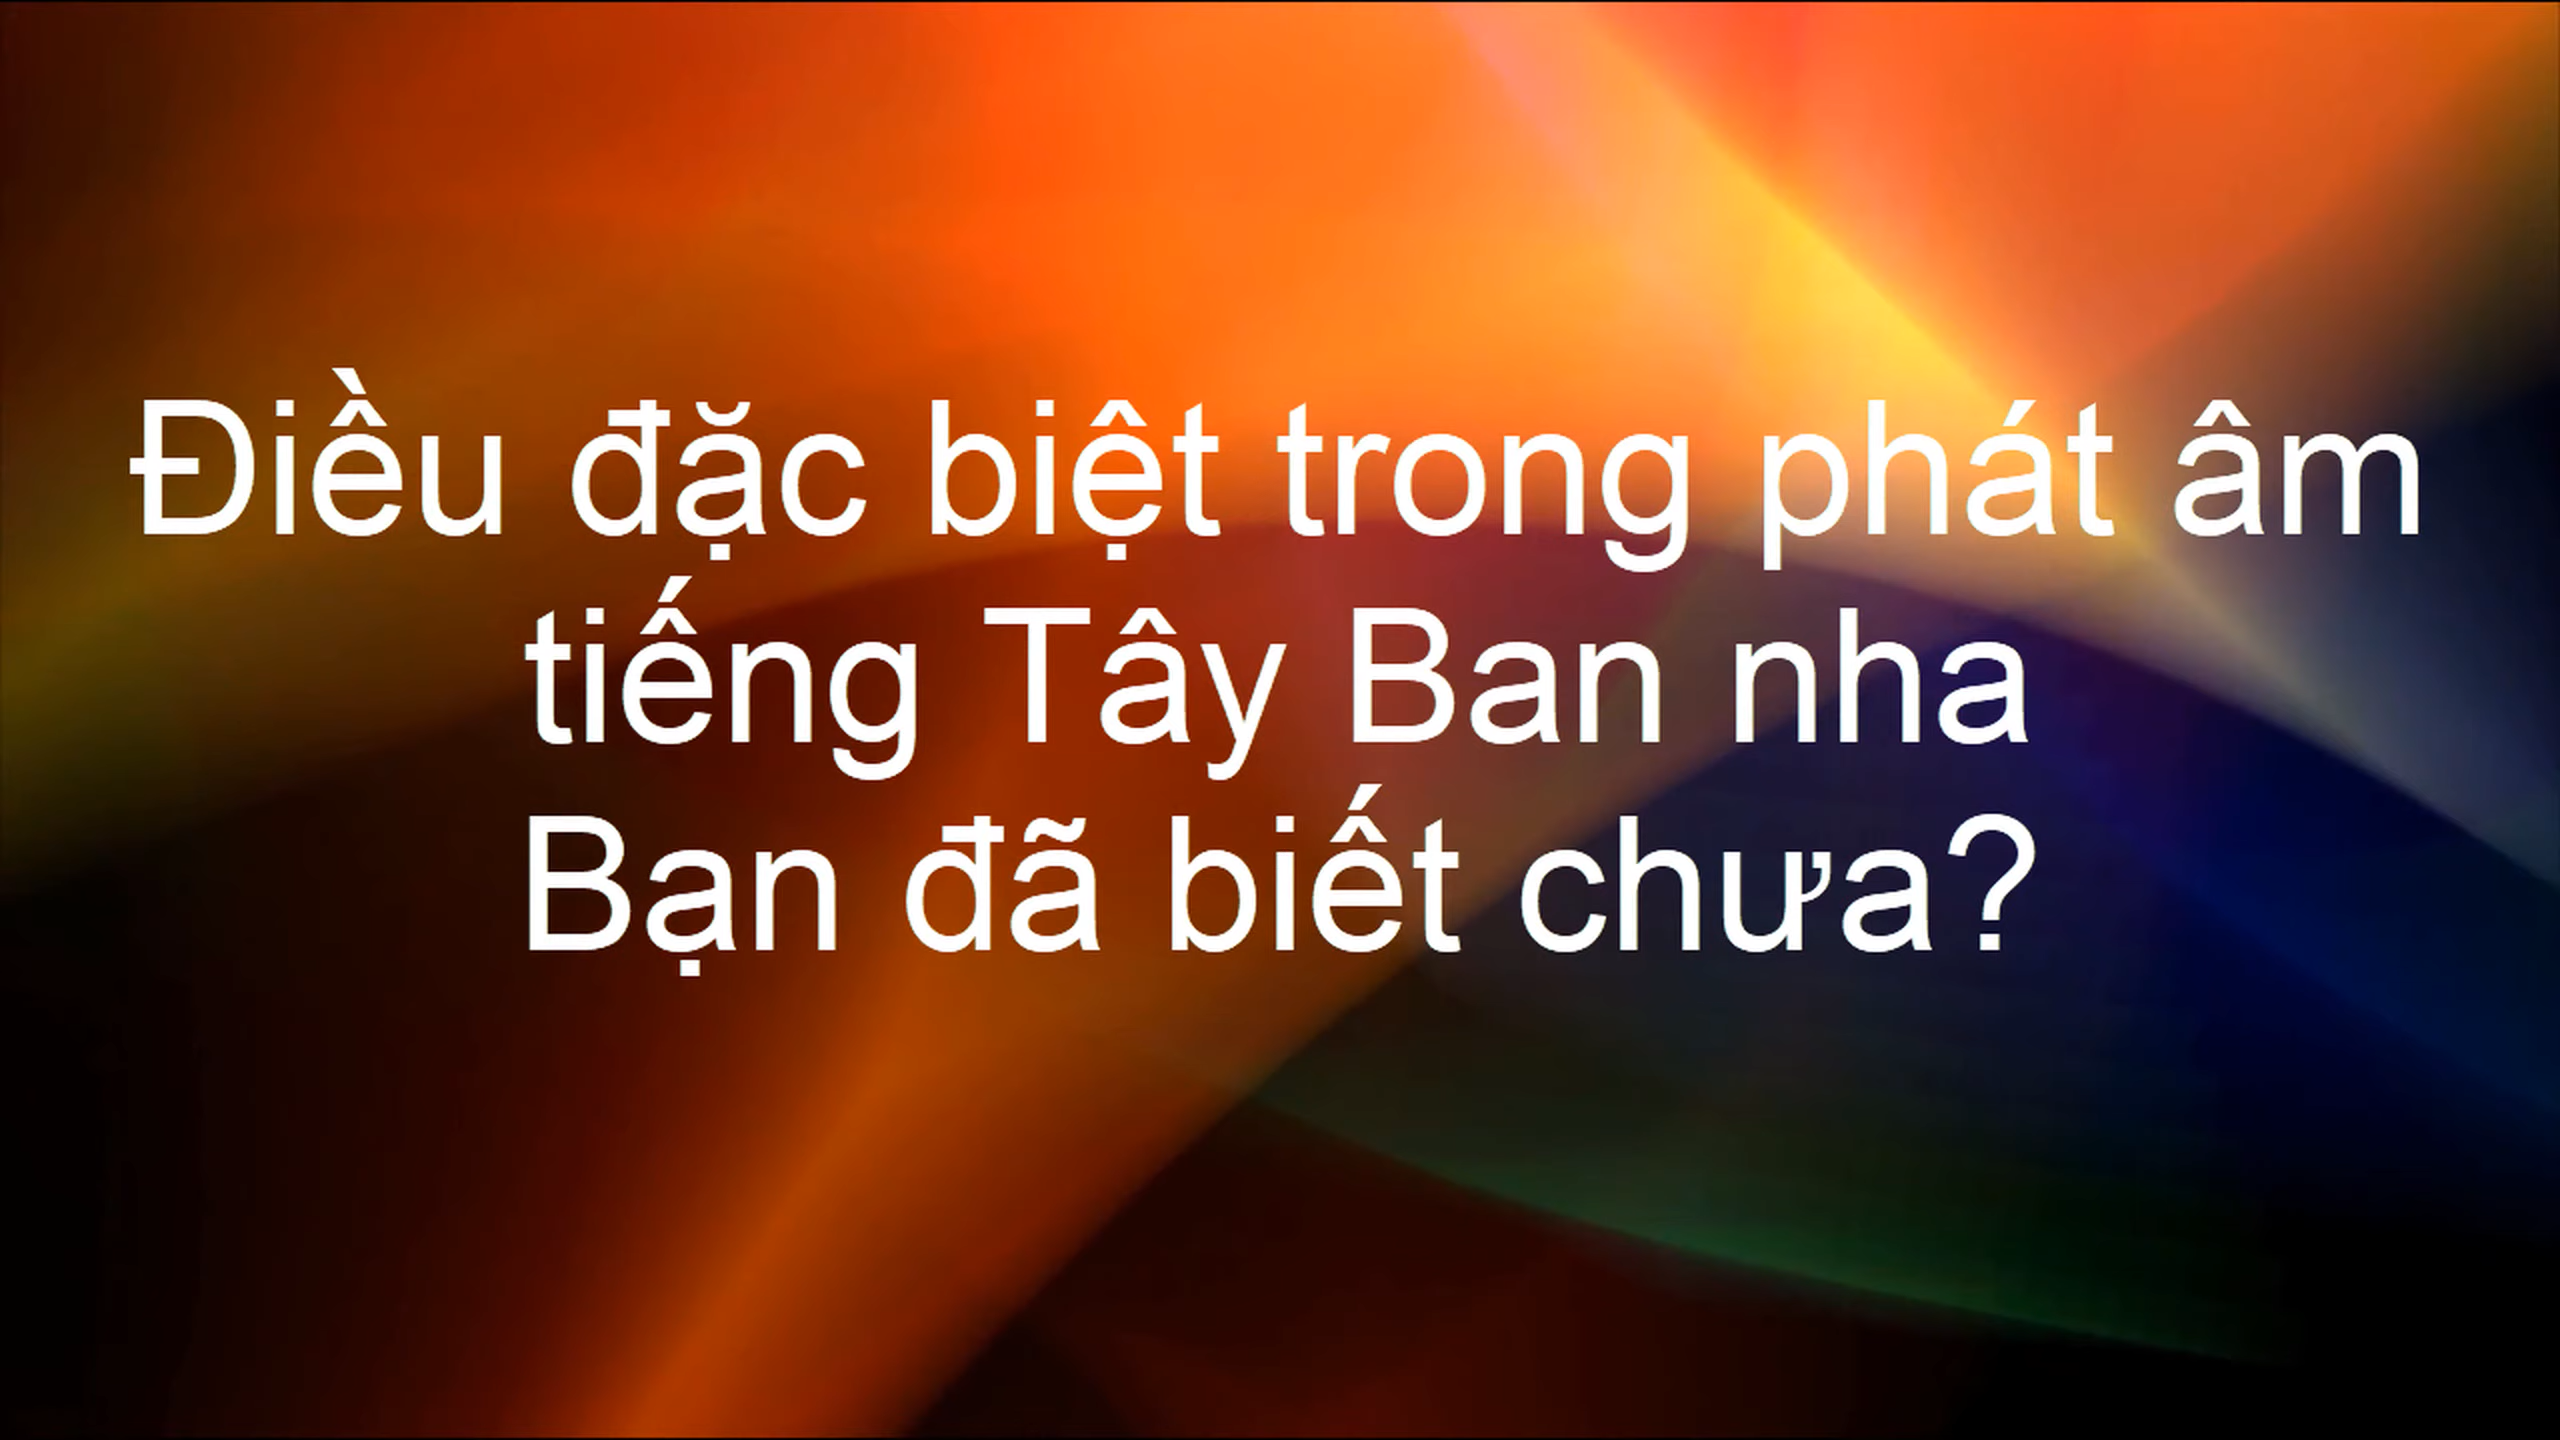 Điều đặc biệt trong phát âm
tiếng Tây Ban nha
Bạn đã biết chưa?